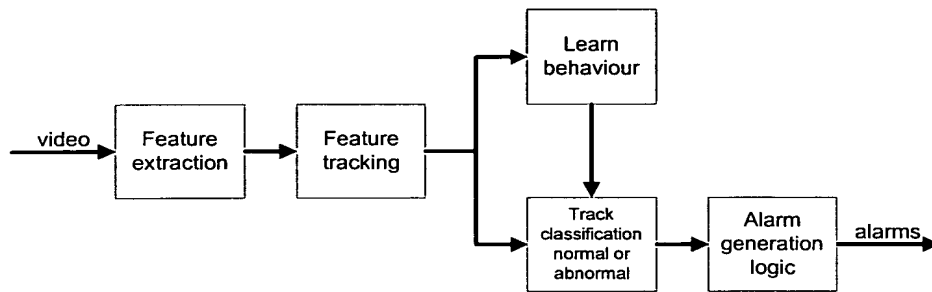 video
Feature
extraction
Feature
tracking
Learn
behaviour
Track
classification
normal or
abnormal
Alarm
generation
logic
alarms